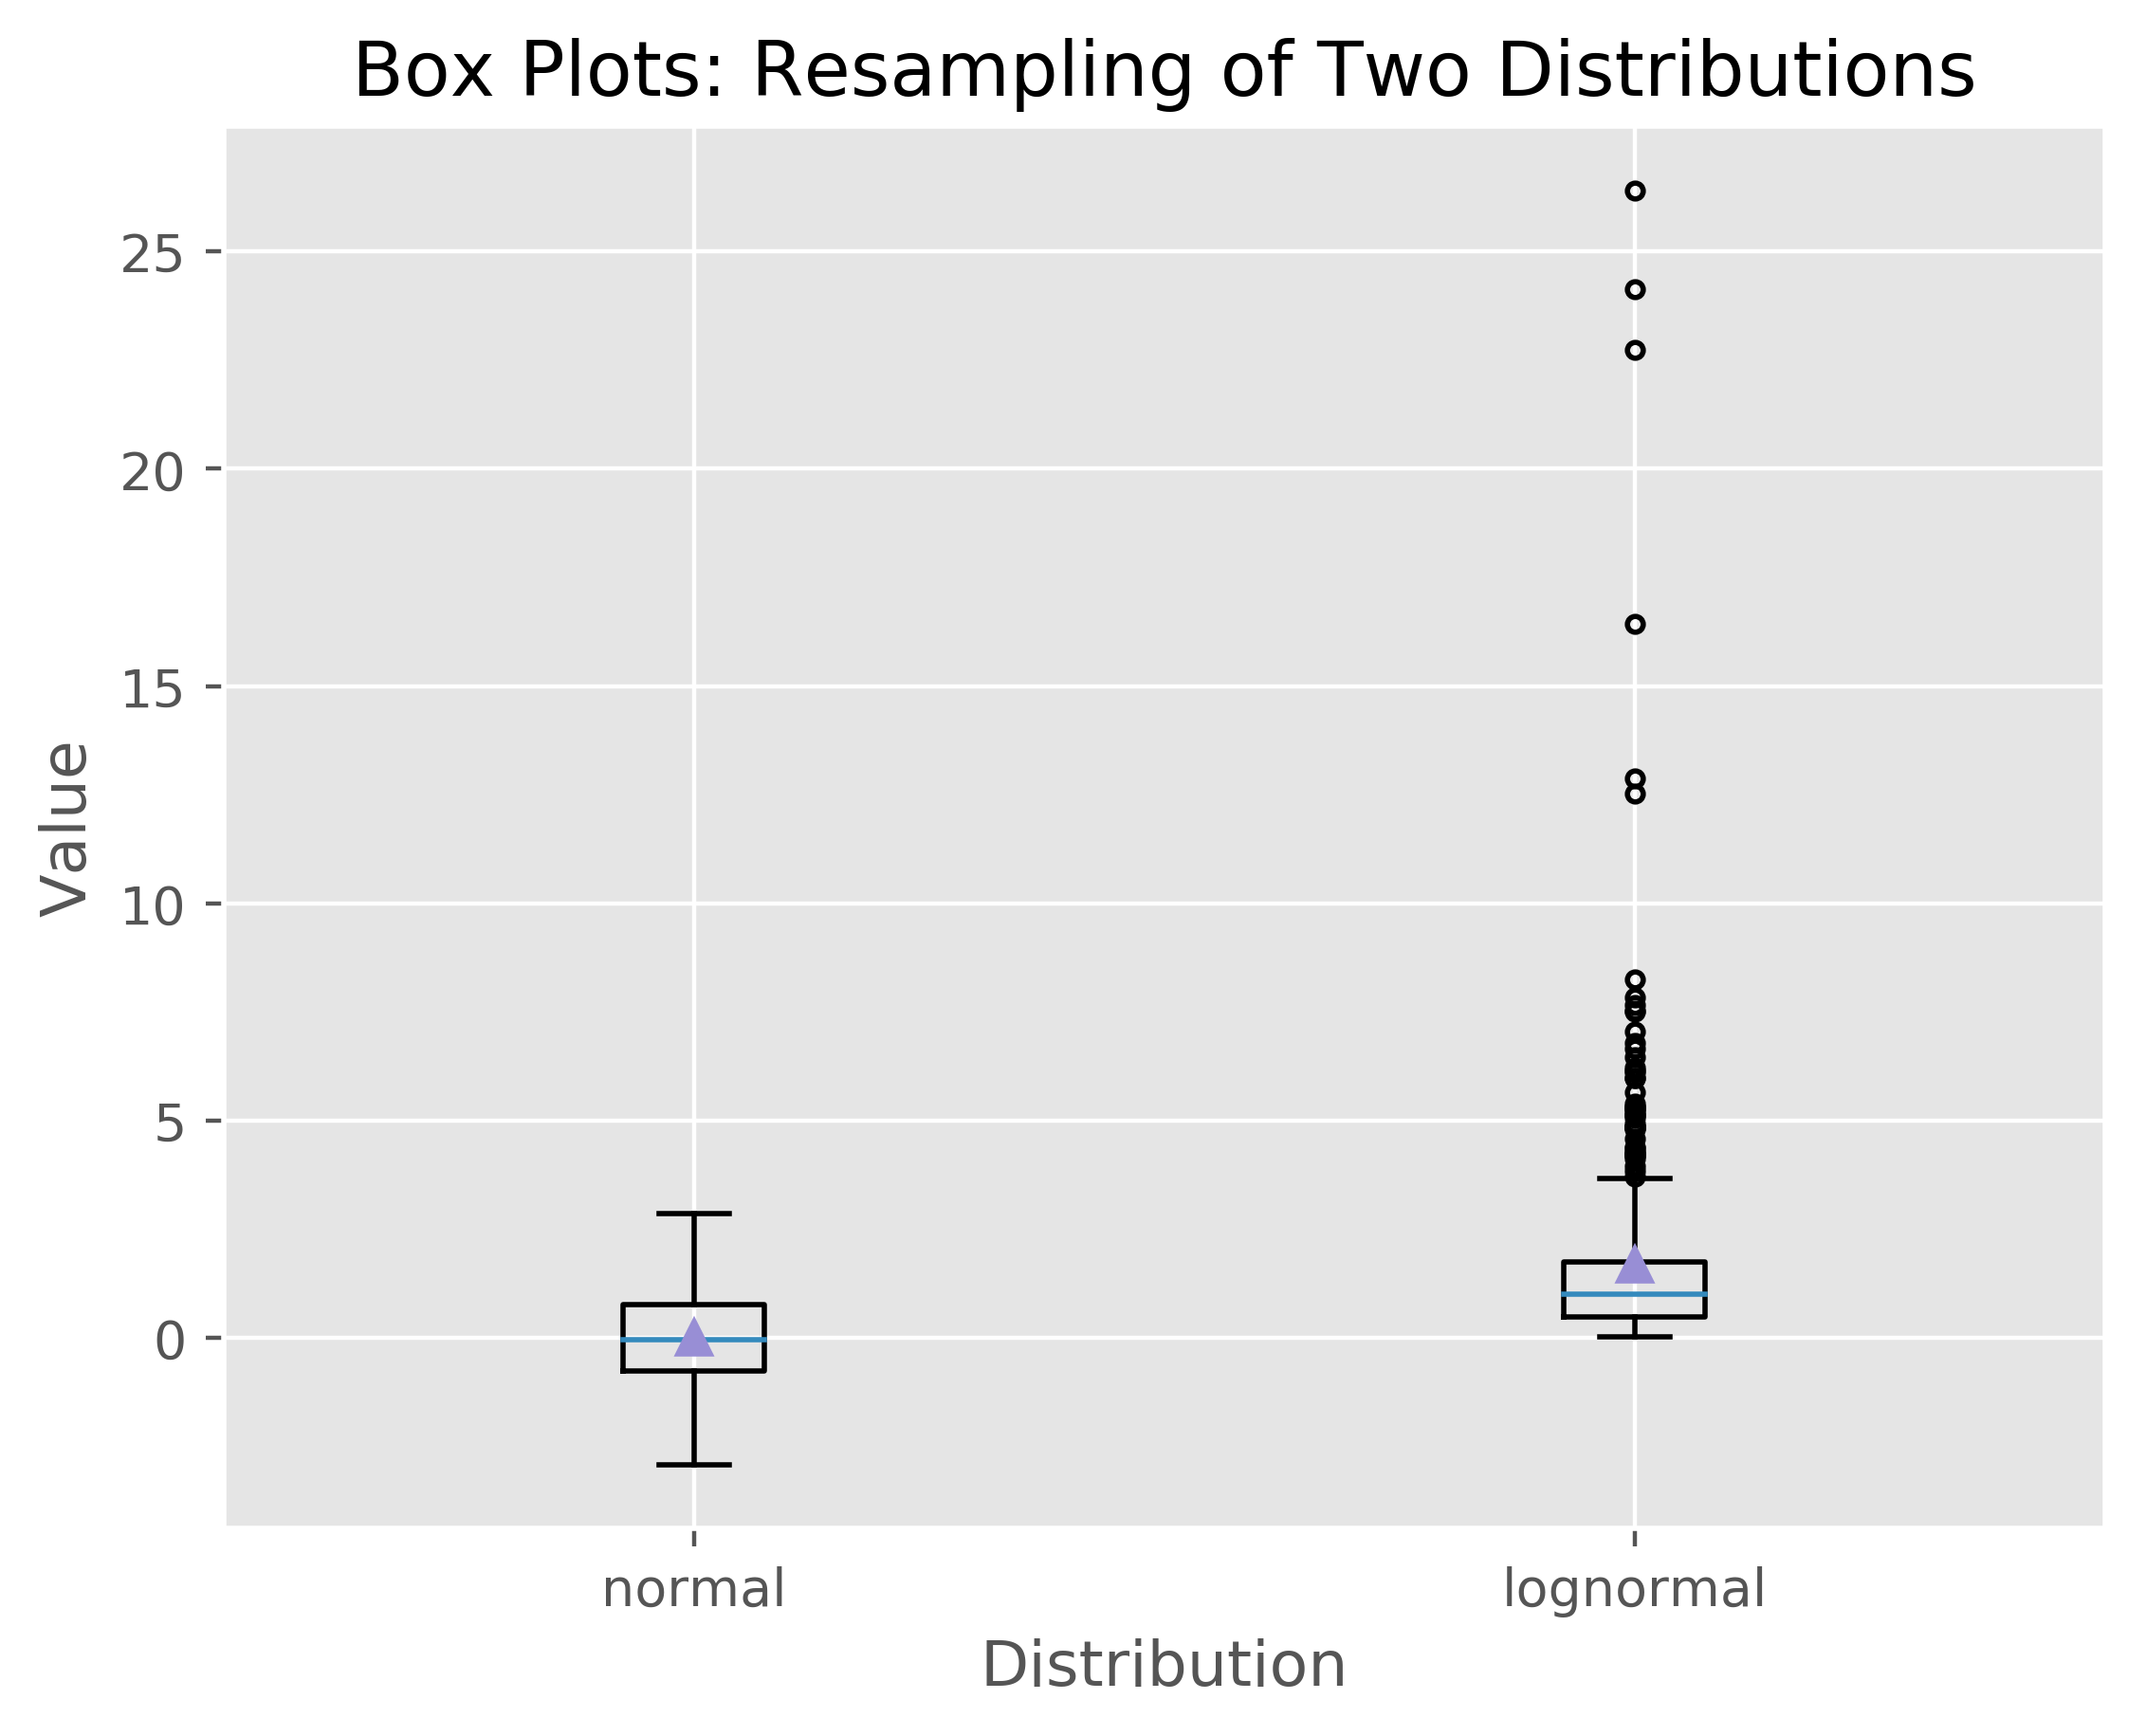 Box Plots: Resampling of Two Distributions
25
20
15
10
5
0
Value
normal
lognormal
Distribution